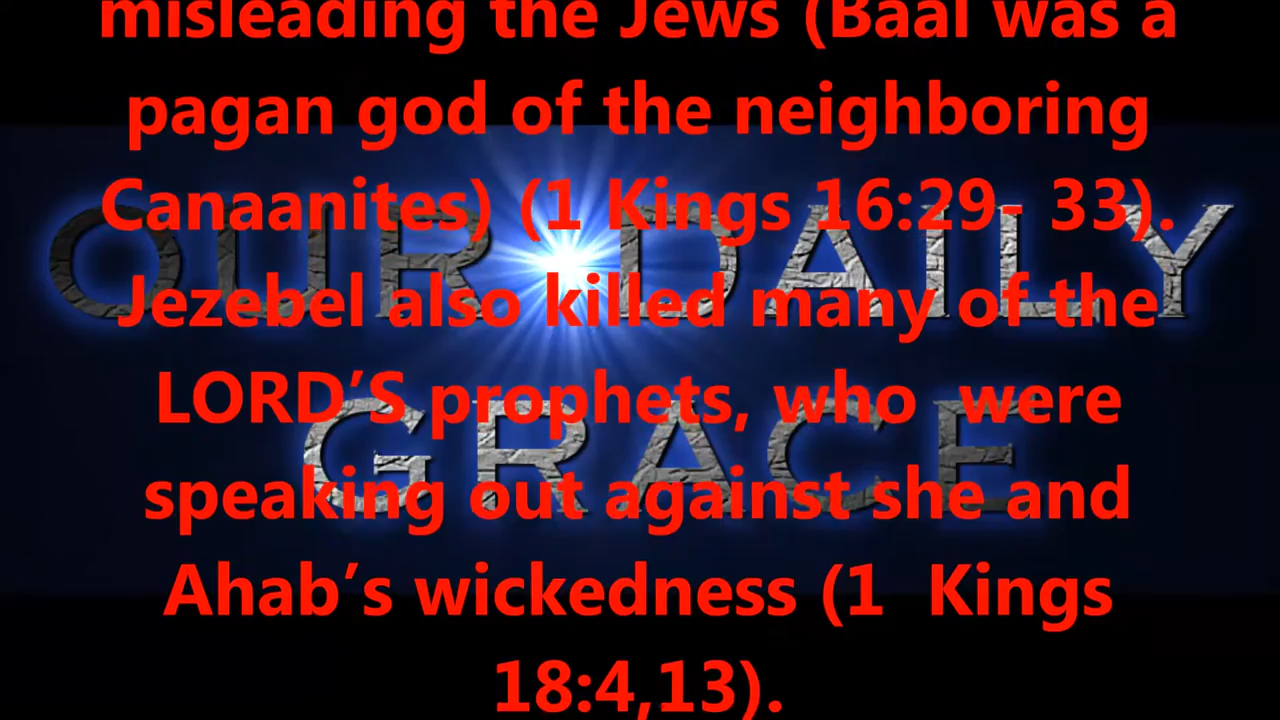 misleading the Jews (Baal was a
pagan god of the neighboring
Canaanites) (1 Kings 16:29- 33).
OUR DAILY
Jezebel also killed many of the
LORD’S prophets, who  were
GRACE
speaking out against she and
Ahab’s wickedness (1  Kings
18:4,13).